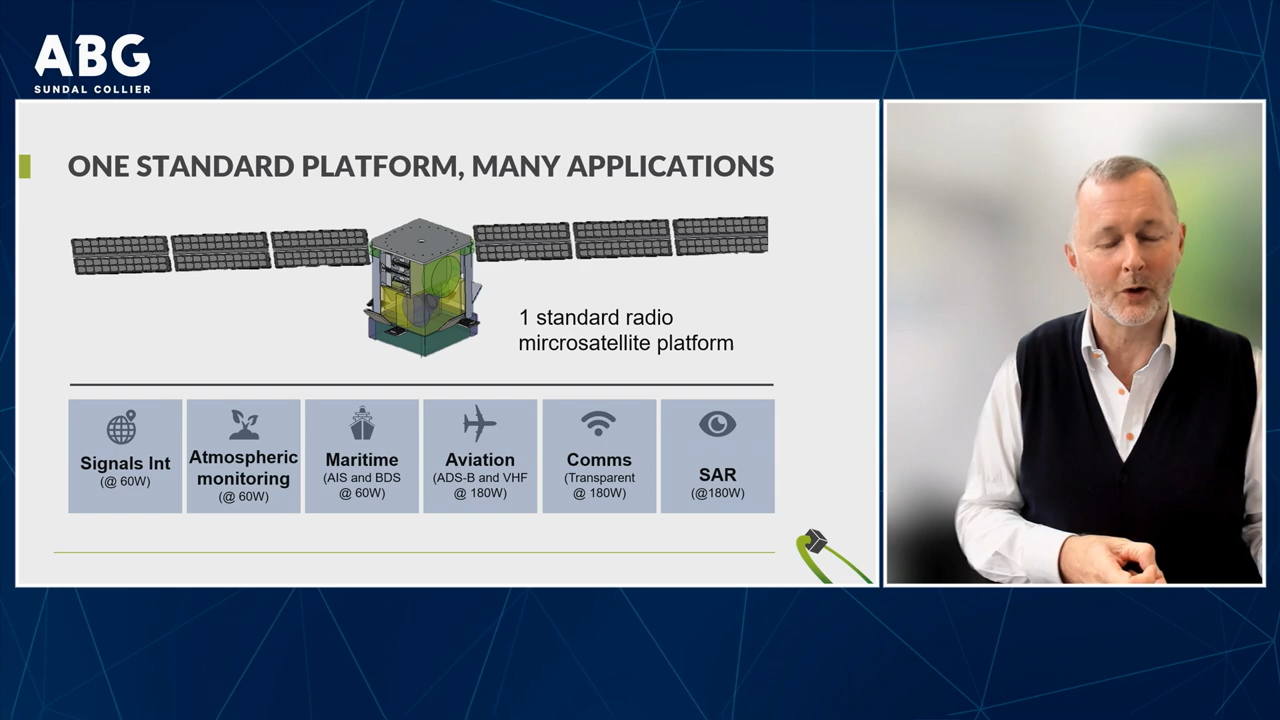 ABG
SUNDAL COLLIER
ONE STANDARD PLATFORM, MANY APPLICATIONS
1 standard radio
mircrosatellite platform
Signals Int
(@ 60W)
Atmospheric
monitoring
(@ 60W)
Maritime
(AIS and BDS
@ 60W)
Aviation
(ADS-B and VHF
@ 180W)
Comms
(Transparent
@ 180W)
SAR
(@180W)